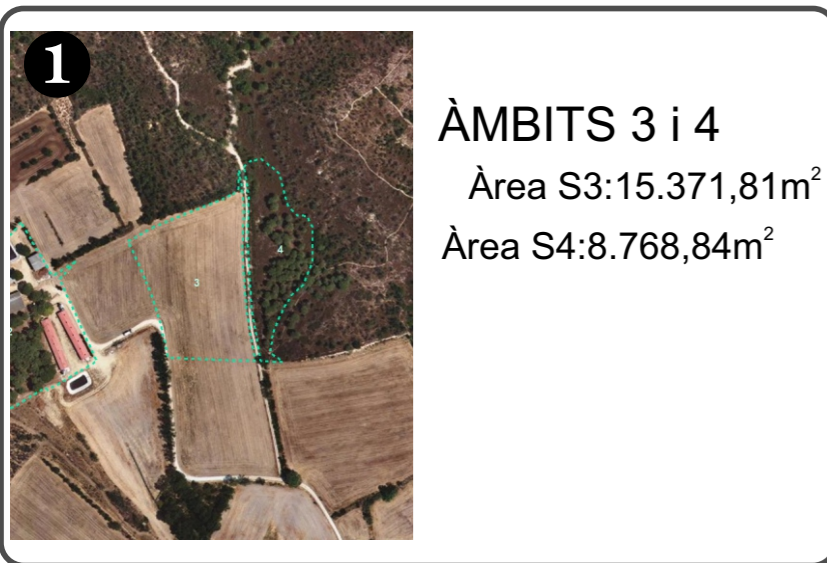 1
ÀMBITS 3 i 4
Àrea S3:15.371,81m²
Àrea S4:8.768,84m²
4
3